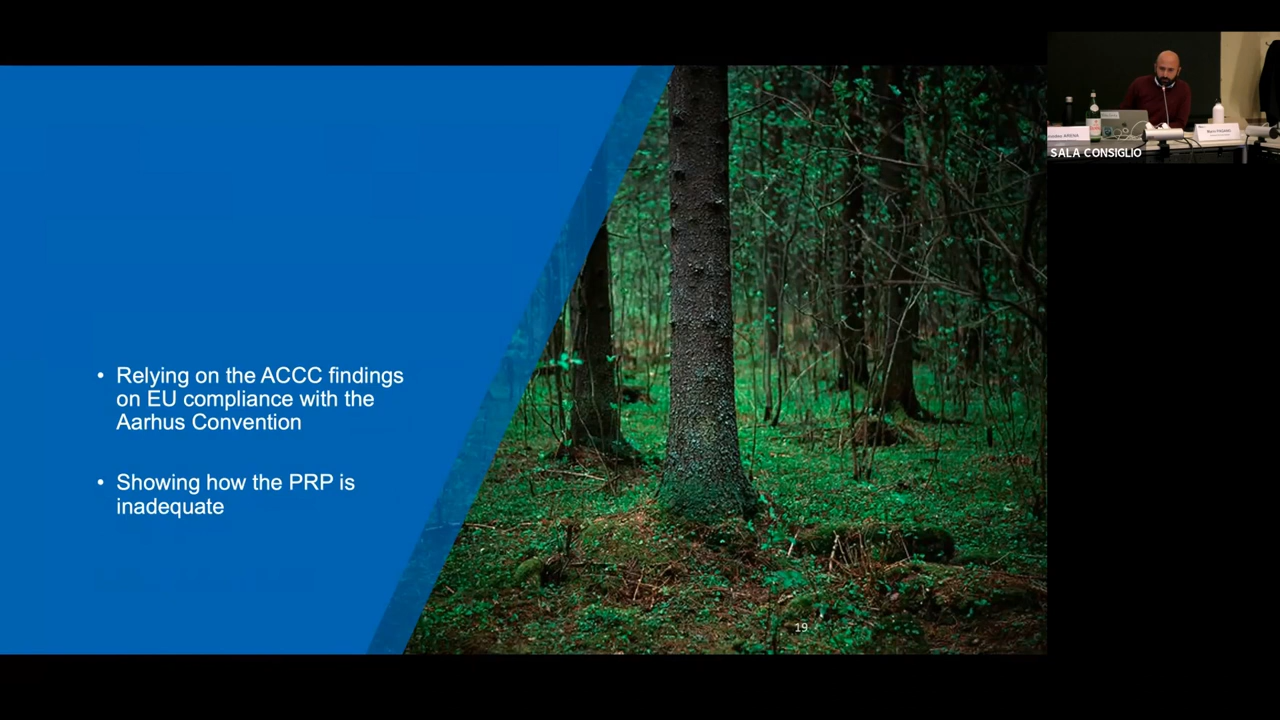 • Relying on the ACCC findings
on EU compliance with the
Aarhus Convention
• Showing how the PRP is
inadequate
19
ARENA
SALA CONSIGLIO